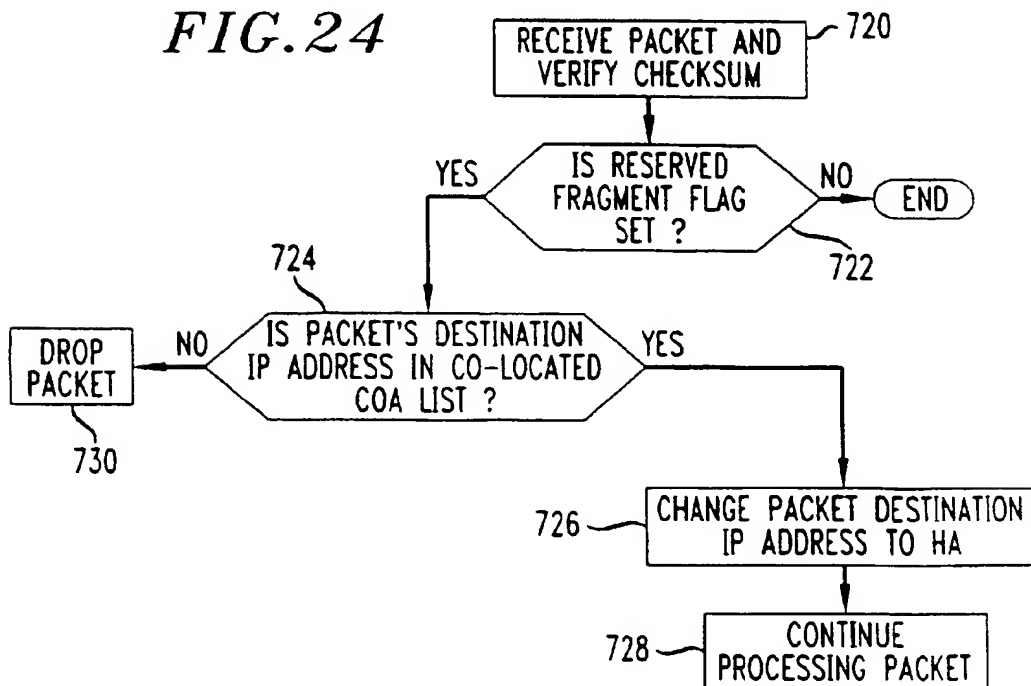 FIG.24
RECEIVE PACKET AND
VERIFY CHECKSUM
720
IS RESERVED
FRAGMENT FLAG
SET ?
YES
NO
END
722
724
IS PACKET'S DESTINATION
IP ADDRESS IN CO-LOCATED
COA LIST ?
NO
YES
DROP
PACKET
730
726
CHANGE PACKET DESTINATION
IP ADDRESS TO HA
728
CONTINUE
PROCESSING PACKET